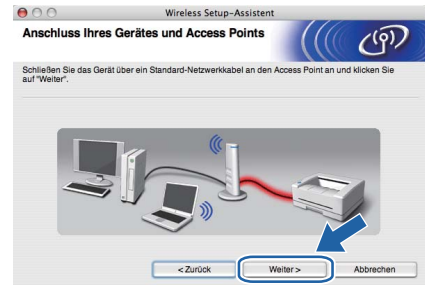 Wireless Setup-Assistent
Anschluss Ihres Gerätes und Access Points
Schließen Sie das Gerät über ein Standard-Netzwerkkabel an den Access Point an und klicken Sie
auf "Weiter".
< Zurück
Weiter >
Abbrechen